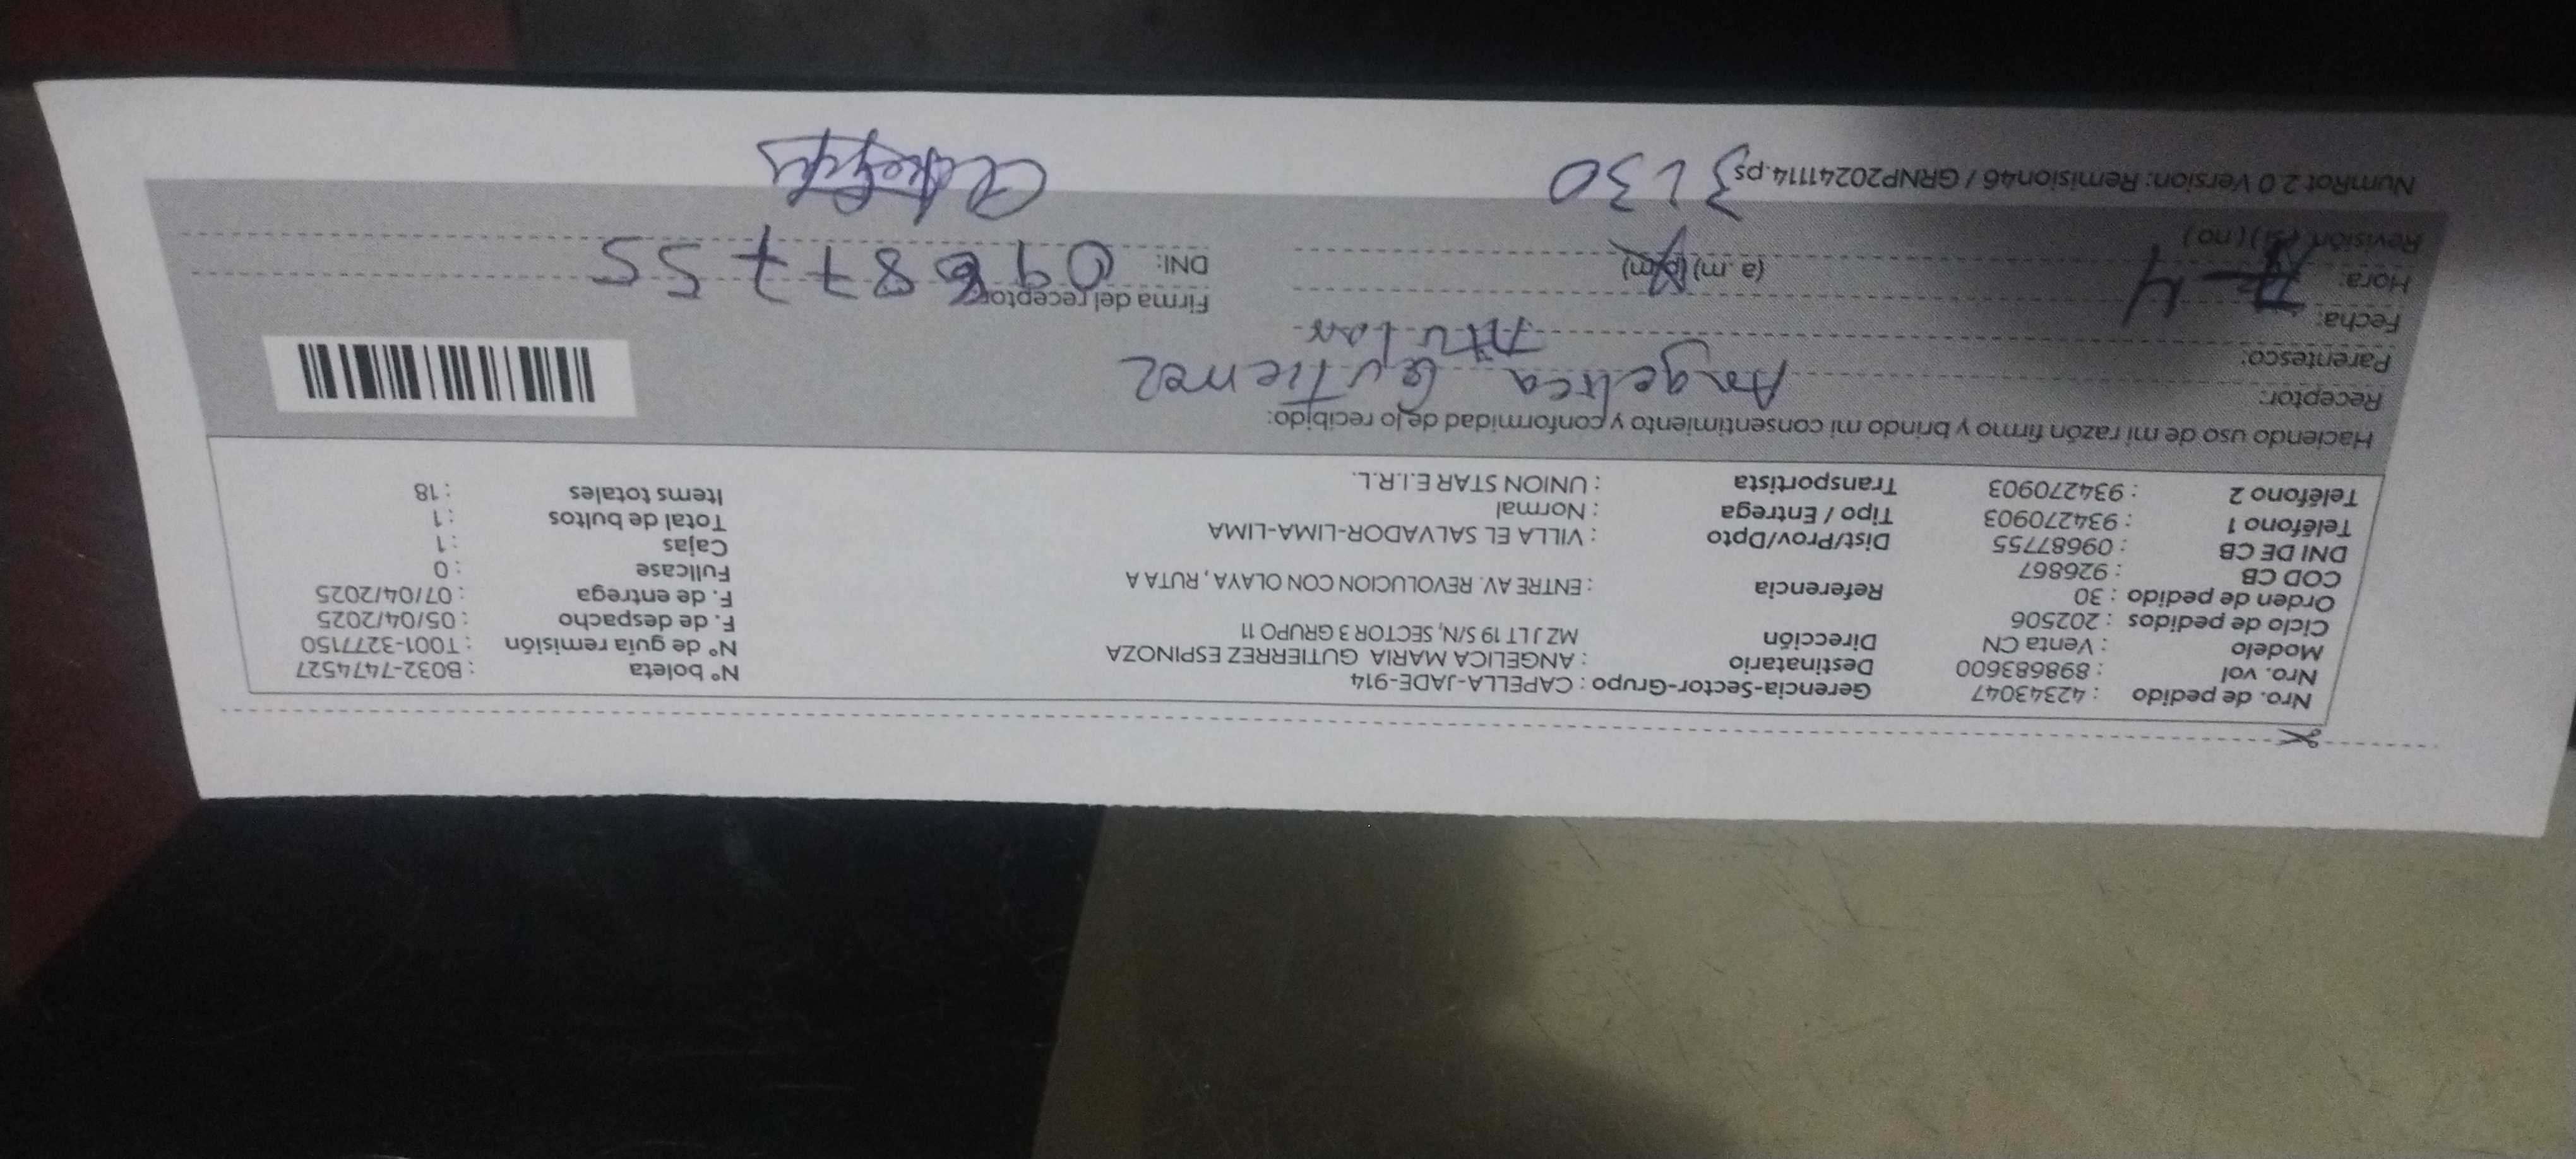 Nro. de pedido : 42343047 Gerencia-Sector-Grupo : CAPELLA-JADE-914 N° boleta : B032-7474527
Nro. vol : 898683600 Destinatario : ANGELICA MARIA GUTIERREZ ESPINOZA N° de guía remisión : T001-3277150
Modelo : Venta CN Dirección MZ J LT 19 S/N, SECTOR 3 GRUPO 11 F. de despacho : 05/04/2025
Ciclo de pedidos : 202506 F. de entrega : 07/04/2025
Orden de pedido : 30 Referencia : ENTRE AV. REVOLUCION CON OLAYA , RUTA A Fullcase : 0
COD CB : 926867 Cajas : 1
DNI DE CB : 09687755 Dist/Prov/Dpto : VILLA EL SALVADOR-LIMA-LIMA Total de bultos : 1
Teléfono 1 : 934270903 Tipo / Entrega : Normal Items totales : 18
Teléfono 2 : 934270903 Transportista : UNION STAR E.I.R.L.
Haciendo uso de mi razón firmo y brindo mi consentimiento y conformidad de lo recibido:
Receptor: Angelica Gutierrez
Parentesco: Titular
Fecha: 4
Hora: (a.m) (p.m) Firma del receptor
Revisión (si) (no) DNI: 09687755
NumRot 2.0 Version: Remision46 / GRNP20241114.ps 3:30